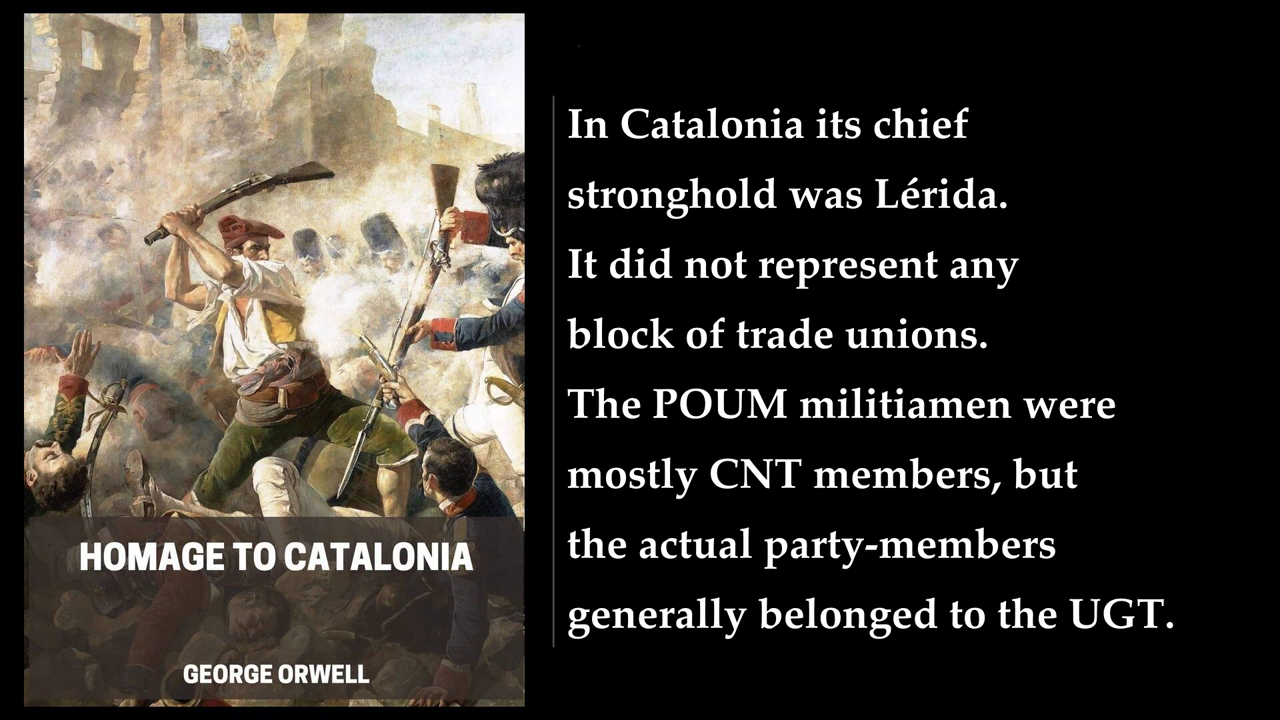 HOMAGE TO CATALONIA
GEORGE ORWELL
In Catalonia its chief
stronghold was Lérida.
It did not represent any
block of trade unions.
The POUM militiamen were
mostly CNT members, but
the actual party-members
generally belonged to the UGT.